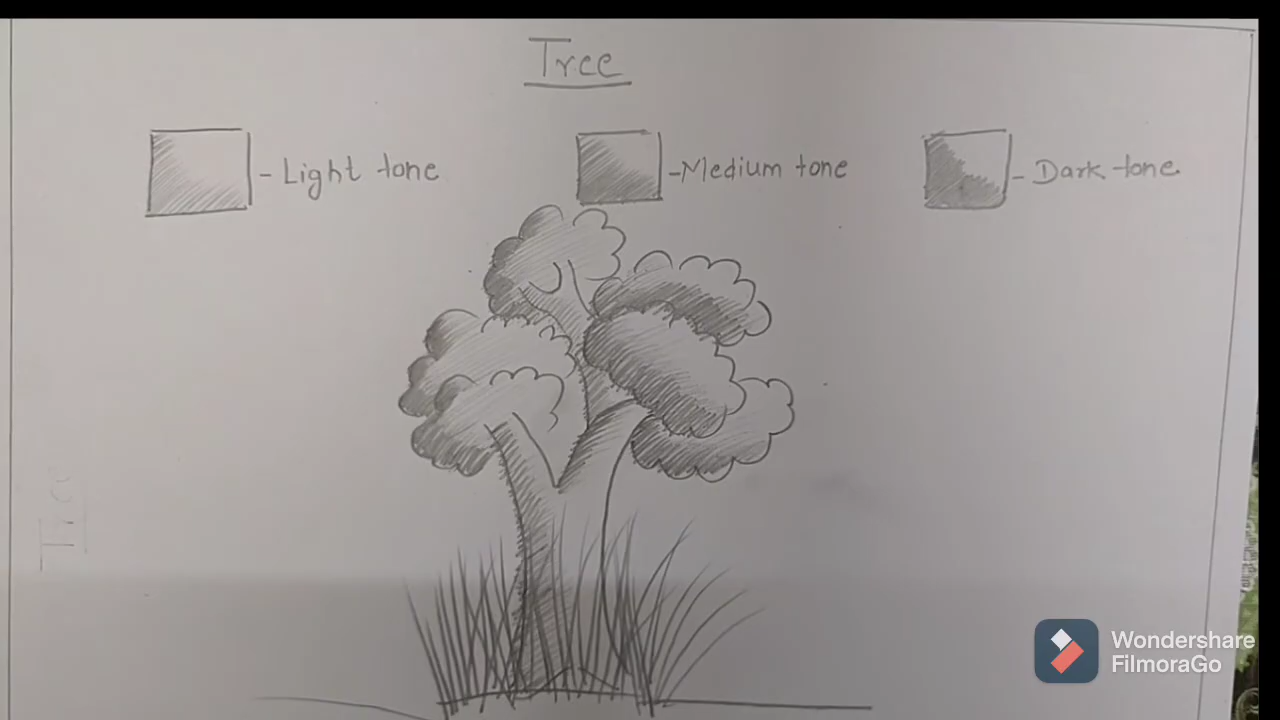 Tree
- Light tone
- Medium tone
- Dark tone
Wondershare
FilmoraGo